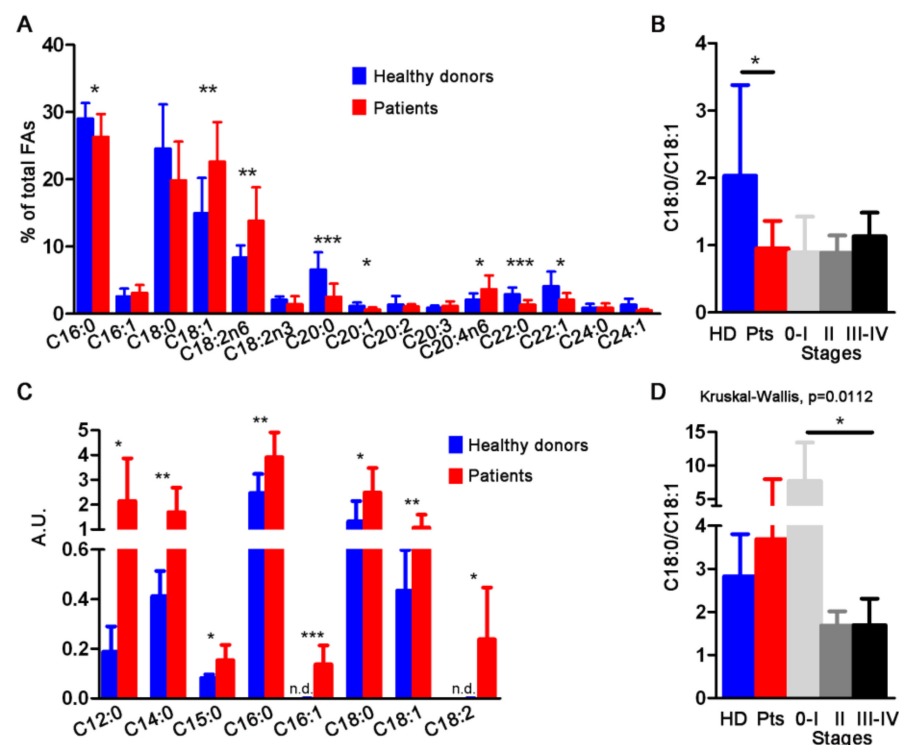 A
B
40
30
20
10
0
% of total FAs
* ** ** *** * * *** *
Healthy donors
Patients
C16:0 C16:1 C18:0 C18:1 C18:2n6 C18:2n3 C20:0 C20:1 C20:2 C20:3 C20:4n6 C22:0 C22:1 C24:0 C24:1
4
3
2
1
0
C18:0/C18:1
*
HD Pts 0-I II III-IV
Stages
C
D
5
4
3
2
1
0.6
0.4
0.2
0.0
A.U.
* ** * ** *** * ** *
n.d. n.d.
Healthy donors
Patients
C12:0 C14:0 C15:0 C16:0 C16:1 C18:0 C18:1 C18:2
Kruskal-Wallis, p=0.0112
*
15
10
5
4
3
2
1
0
C18:0/C18:1
HD Pts 0-I II III-IV
Stages